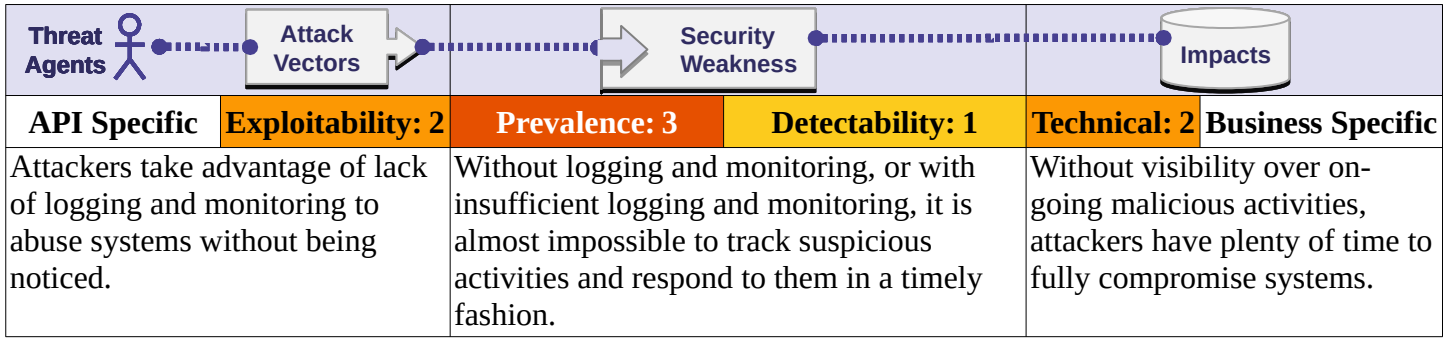 Threat
Agents
Attack
Vectors
Security
Weakness
Impacts
API Specific
Exploitability: 2
Prevalence: 3
Detectability: 1
Technical: 2
Business Specific
Attackers take advantage of lack
of logging and monitoring to
abuse systems without being
noticed.
Without logging and monitoring, or with
insufficient logging and monitoring, it is
almost impossible to track suspicious
activities and respond to them in a timely
fashion.
Without visibility over on-
going malicious activities,
attackers have plenty of time to
fully compromise systems.